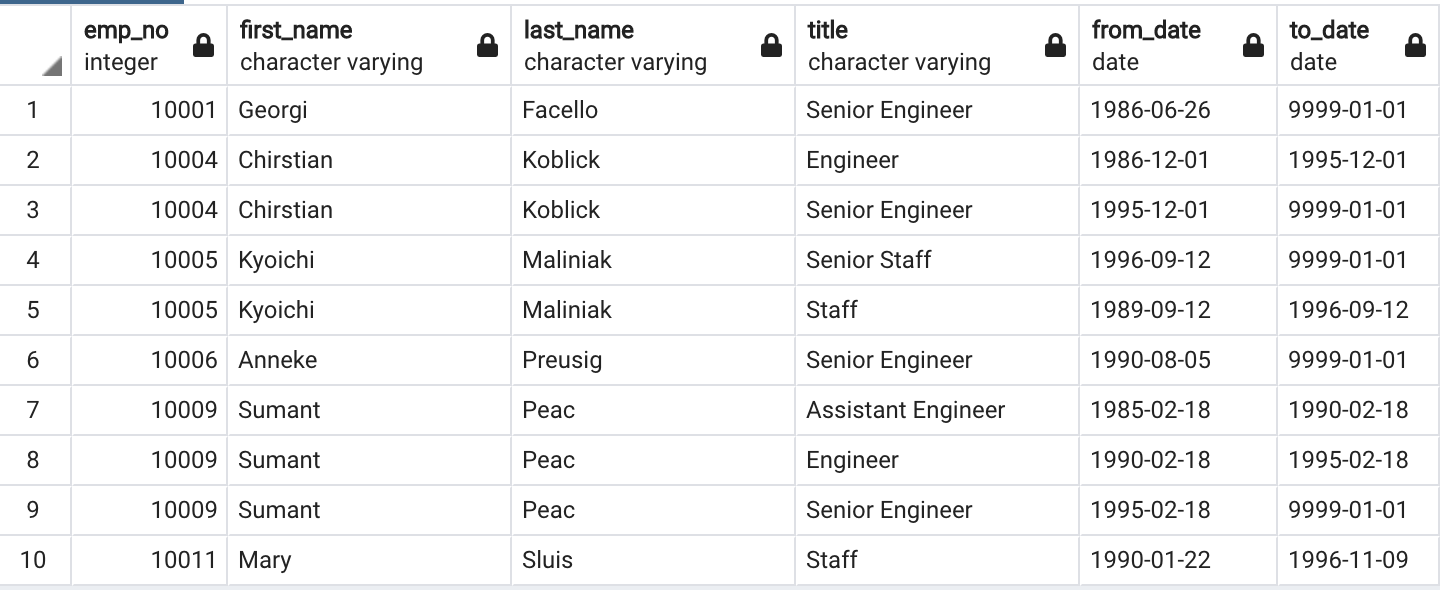 emp_no first_name last_name title from_date to_date
integer character varying character varying character varying date date
1 10001 Georgi Facello Senior Engineer 1986-06-26 9999-01-01
2 10004 Chirstian Koblick Engineer 1986-12-01 1995-12-01
3 10004 Chirstian Koblick Senior Engineer 1995-12-01 9999-01-01
4 10005 Kyoichi Maliniak Senior Staff 1996-09-12 9999-01-01
5 10005 Kyoichi Maliniak Staff 1989-09-12 1996-09-12
6 10006 Anneke Preusig Senior Engineer 1990-08-05 9999-01-01
7 10009 Sumant Peac Assistant Engineer 1985-02-18 1990-02-18
8 10009 Sumant Peac Engineer 1990-02-18 1995-02-18
9 10009 Sumant Peac Senior Engineer 1995-02-18 9999-01-01
10 10011 Mary Sluis Staff 1990-01-22 1996-11-09